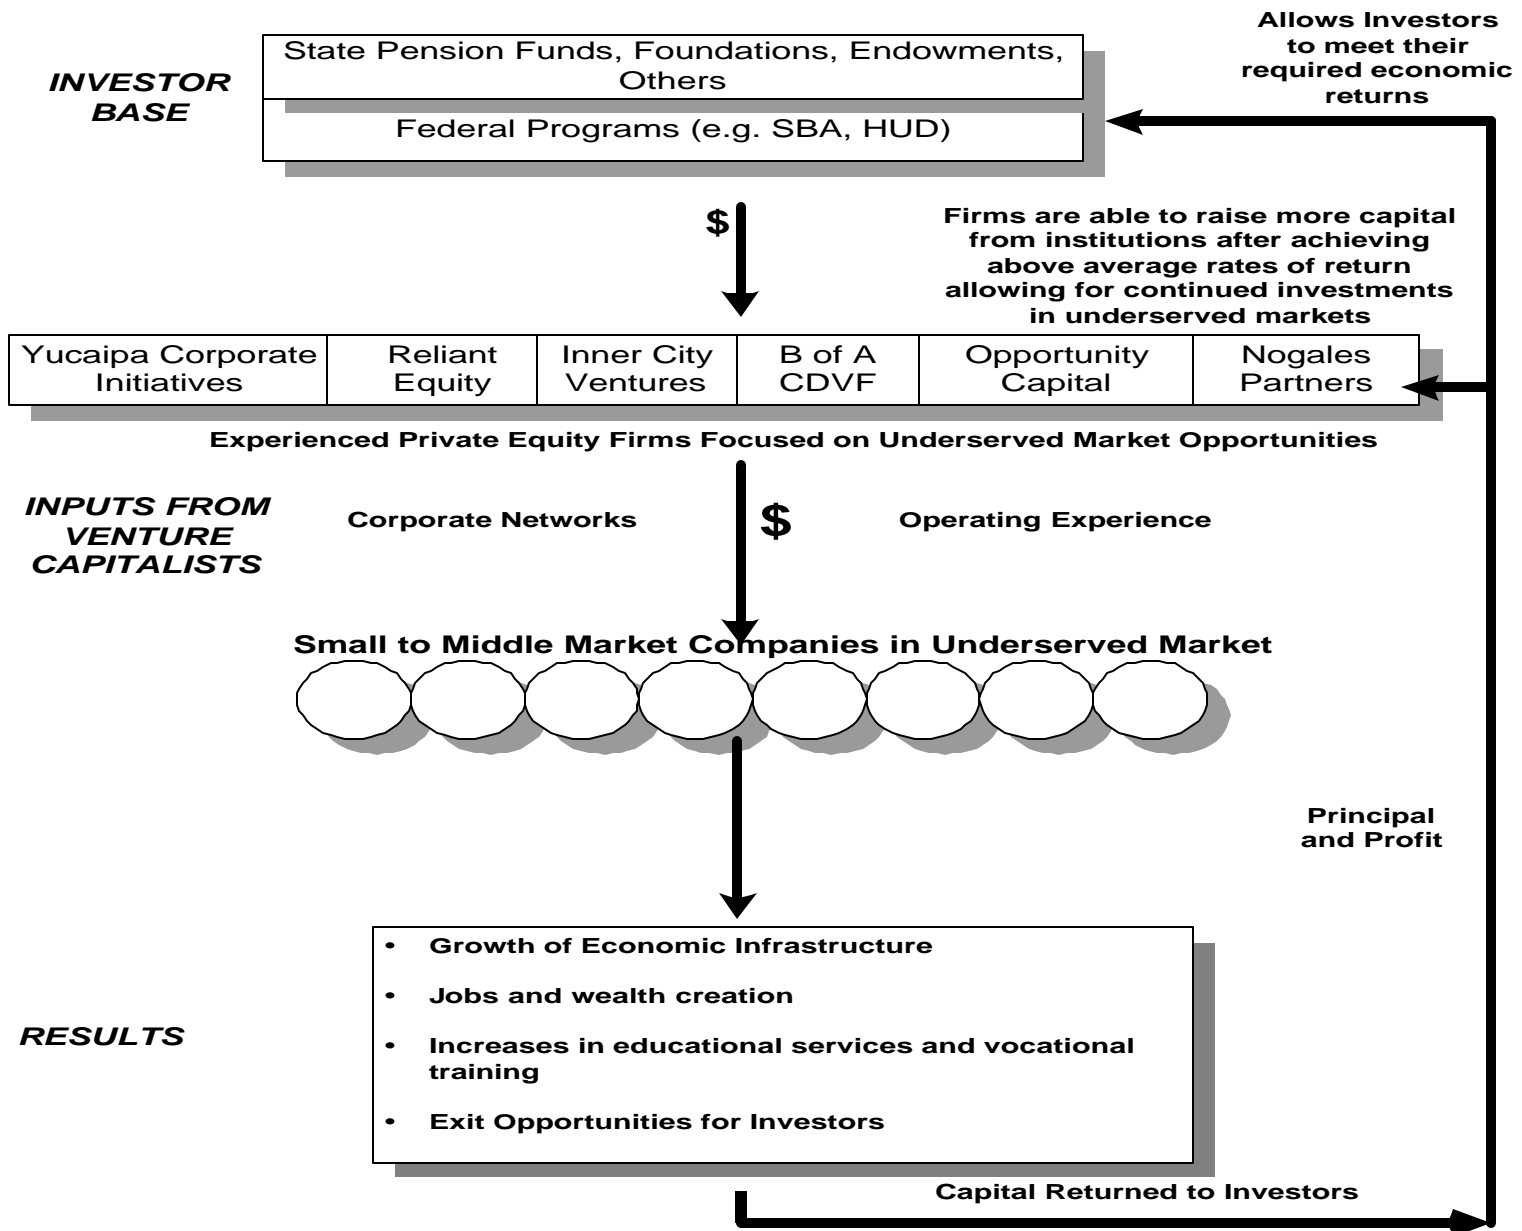 Allows Investors
to meet their
required economic
returns
INVESTOR
BASE
State Pension Funds, Foundations, Endowments,
Others
Federal Programs (e.g. SBA, HUD)
$
Firms are able to raise more capital
from institutions after achieving
above average rates of return
allowing for continued investments
in underserved markets
Yucaipa Corporate
Initiatives
Reliant
Equity
Inner City
Ventures
B of A
CDVF
Opportunity
Capital
Nogales
Partners
Experienced Private Equity Firms Focused on Underserved Market Opportunities
INPUTS FROM
VENTURE
CAPITALISTS
Corporate Networks
$
Operating Experience
Small to Middle Market Companies in Underserved Market
Principal
and Profit
RESULTS
• Growth of Economic Infrastructure
• Jobs and wealth creation
• Increases in educational services and vocational
training
• Exit Opportunities for Investors
Capital Returned to Investors